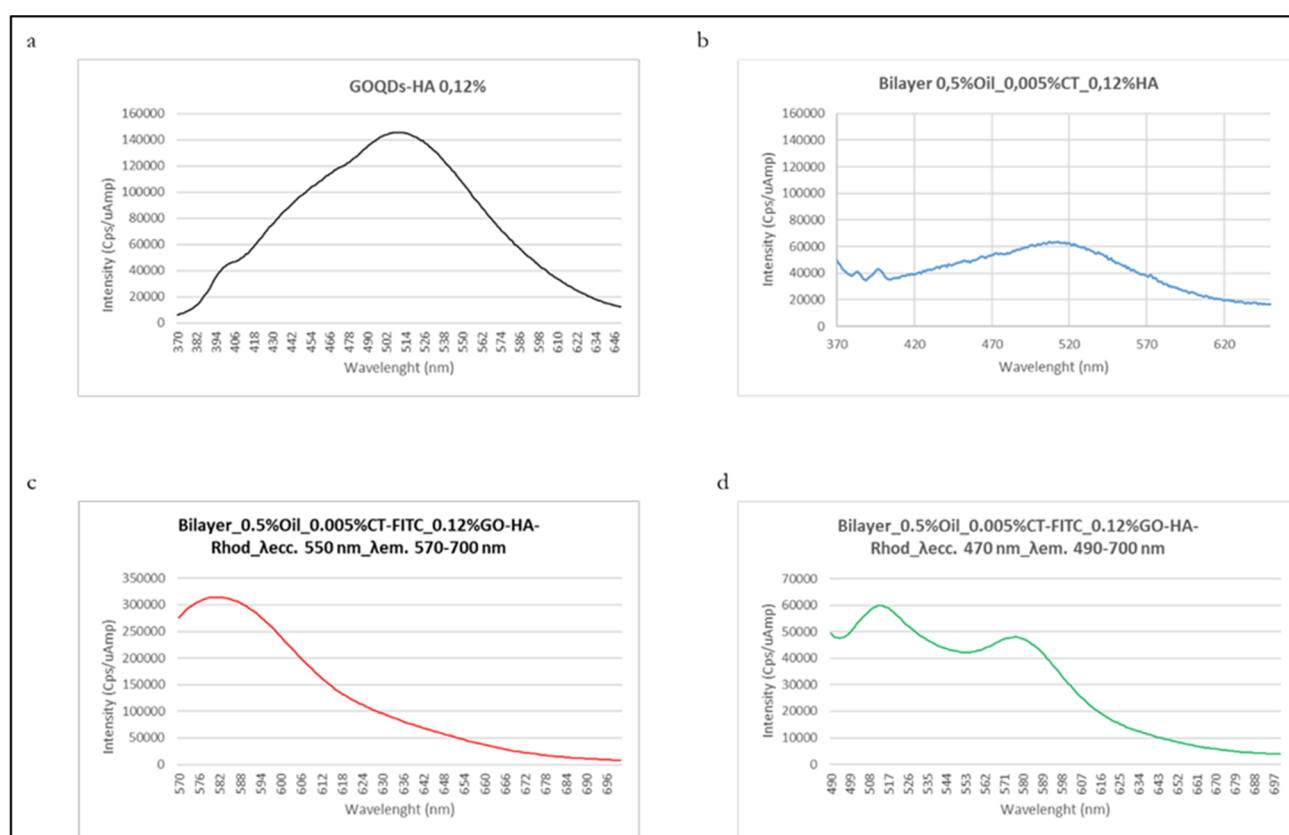 a
GOQDs-HA 0,12%
Intensity (Cps/uAmp)
160000
140000
120000
100000
80000
60000
40000
20000
0
370 382 394 406 418 430 442 454 466 478 490 502 514 526 538 550 562 574 586 598 610 622 634 646
Wavelenght (nm)
b
Bilayer 0,5%Oil_0,005%CT_0,12%HA
Intensity (Cps/uAmp)
160000
140000
120000
100000
80000
60000
40000
20000
0
370 420 470 520 570 620
Wavelenght (nm)
c
Bilayer_0.5%Oil_0.005%CT-FITC_0.12%GO-HA-
Rhod_λecc. 550 nm_λem. 570-700 nm
Intensity (Cps/uAmp)
350000
300000
250000
200000
150000
100000
50000
0
570 576 582 588 594 600 606 612 618 624 630 636 642 648 654 660 666 672 678 684 690 696
Wavelenght (nm)
d
Bilayer_0.5%Oil_0.005%CT-FITC_0.12%GO-HA-
Rhod_λecc. 470 nm_λem. 490-700 nm
Intensity (Cps/uAmp)
70000
60000
50000
40000
30000
20000
10000
0
490 499 508 517 526 535 544 553 562 571 580 589 598 607 616 625 634 643 652 661 670 679 688 697
Wavelenght (nm)